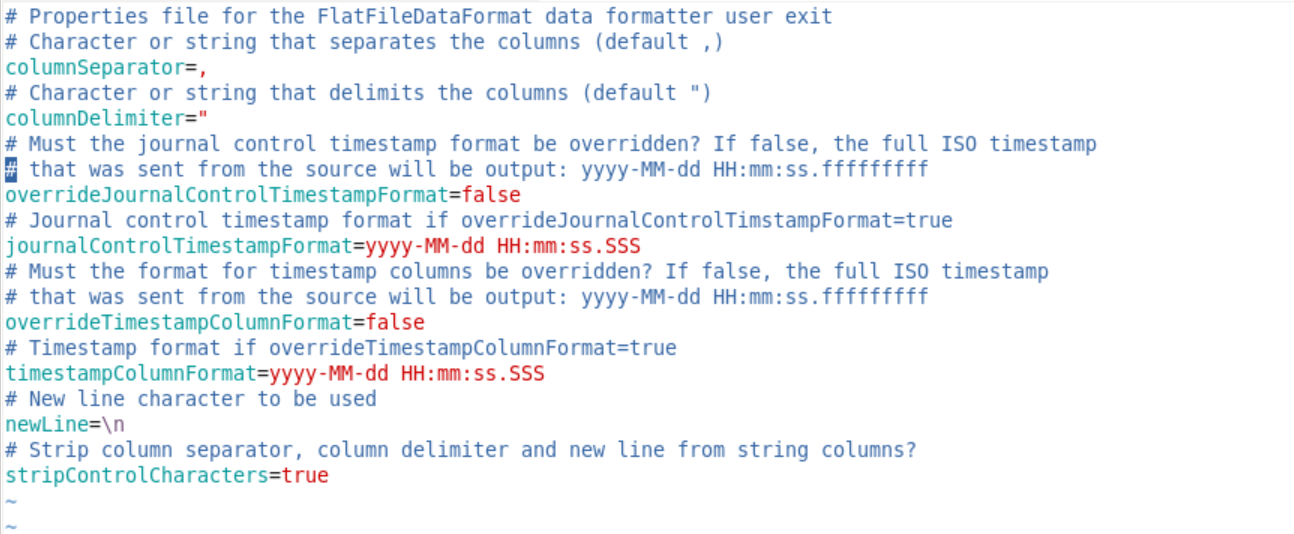 # Properties file for the FlatFileDataFormat data formatter user exit
# Character or string that separates the columns (default ,)
columnSeparator=,
# Character or string that delimits the columns (default ")
columnDelimiter="
# Must the journal control timestamp format be overridden? If false, the full ISO timestamp
# that was sent from the source will be output: yyyy-MM-dd HH:mm:ss.fffffffff
overrideJournalControlTimestampFormat=false
# Journal control timestamp format if overrideJournalControlTimstampFormat=true
journalControlTimestampFormat=yyyy-MM-dd HH:mm:ss.SSS
# Must the format for timestamp columns be overridden? If false, the full ISO timestamp
# that was sent from the source will be output: yyyy-MM-dd HH:mm:ss.fffffffff
overrideTimestampColumnFormat=false
# Timestamp format if overrideTimestampColumnFormat=true
timestampColumnFormat=yyyy-MM-dd HH:mm:ss.SSS
# New line character to be used
newLine=\n
# Strip column separator, column delimiter and new line from string columns?
stripControlCharacters=true
~
~